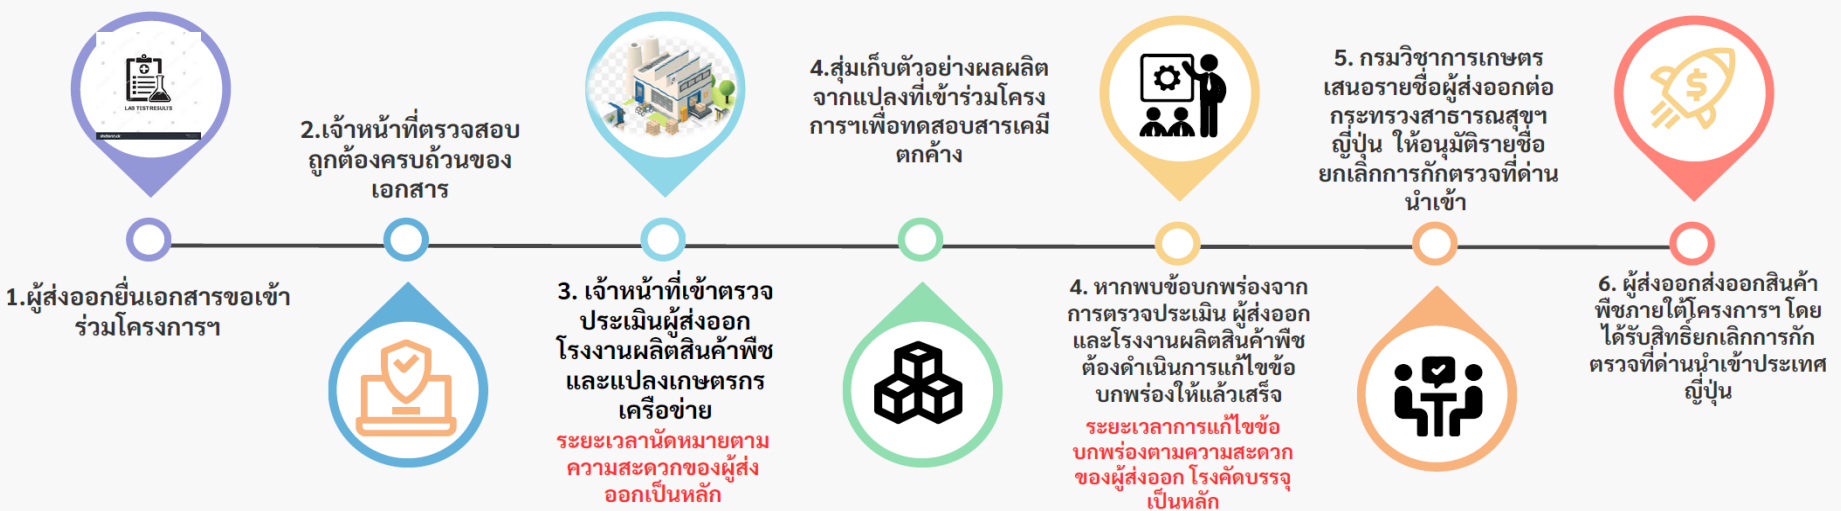 LAB TISTRESULTS
1.ผู้ส่งออกยื่นเอกสารขอเข้า
ร่วมโครงการฯ
2.เจ้าหน้าที่ตรวจสอบ
ถูกต้องครบถ้วนของ
เอกสาร
3. เจ้าหน้าที่เข้าตรวจ
ประเมินผู้ส่งออก
โรงงานผลิตสินค้าพืช
และแปลงเกษตรกร
เครือข่าย
ระยะเวลานัดหมายตาม
ความสะดวกของผู้ส่ง
ออกเป็นหลัก
4.สุ่มเก็บตัวอย่างผลผลิต
จากแปลงที่เข้าร่วมโครง
การฯเพื่อทดสอบสารเคมี
ตกค้าง
4. หากพบข้อบกพร่องจาก
การตรวจประเมิน ผู้ส่งออก
และโรงงานผลิตสินค้าพืช
ต้องดำเนินการแก้ไขข้อ
บกพร่องให้แล้วเสร็จ
ระยะเวลาการแก้ไขข้อ
บกพร่องตามความสะดวก
ของผู้ส่งออก โรงคัดบรรจุ
เป็นหลัก
5. กรมวิชาการเกษตร
เสนอรายชื่อผู้ส่งออกต่อ
กระทรวงสาธารณสุขฯ
ญี่ปุ่น ให้อนุมัติรายชื่อ
ยกเลิกการกักตรวจที่ด่าน
นำเข้า
6. ผู้ส่งออกส่งออกสินค้า
พืชภายใต้โครงการฯ โดย
ได้รับสิทธิ์ยกเลิกการกัก
ตรวจที่ด่านนำเข้าประเทศ
ญี่ปุ่น